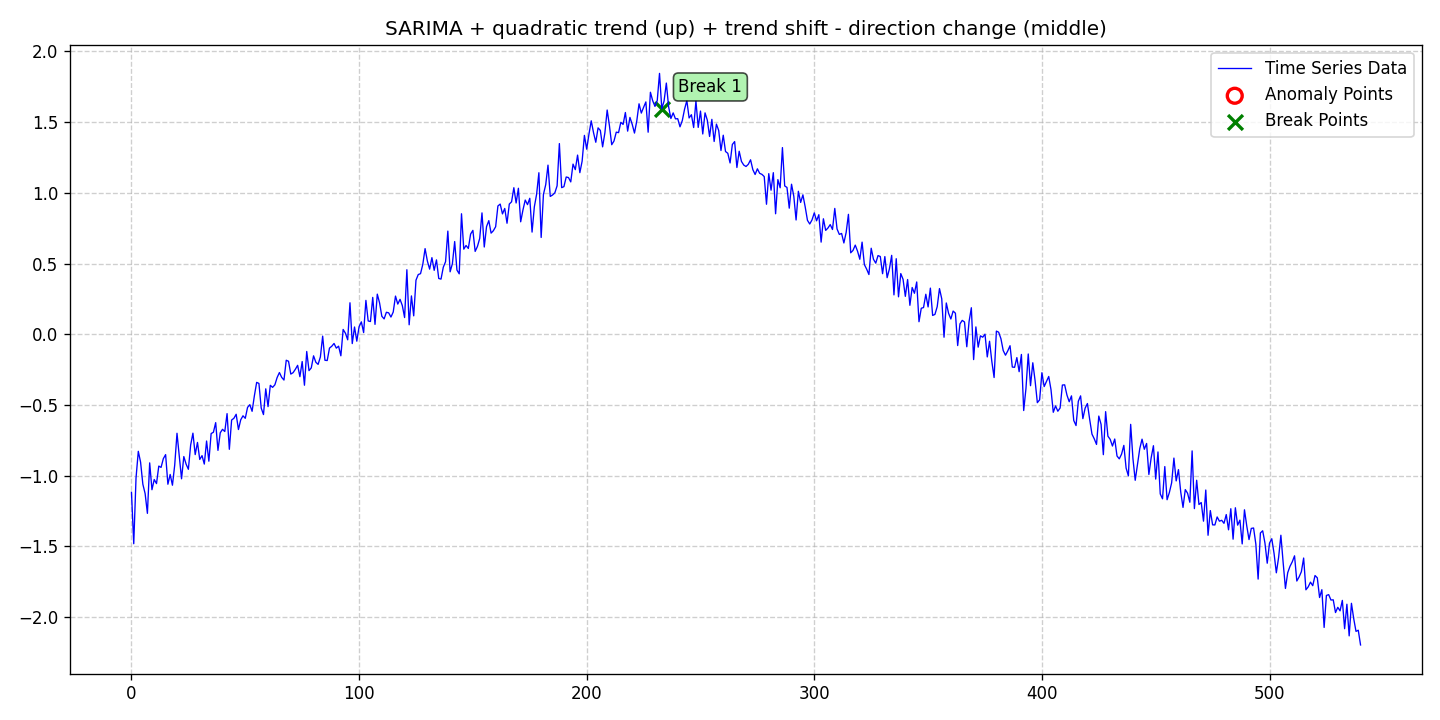 SARIMA + quadratic trend (up) + trend shift - direction change (middle)
2.0
1.5
1.0
0.5
0.0
−0.5
−1.0
−1.5
−2.0
Break 1
Time Series Data
Anomaly Points
Break Points
0 100 200 300 400 500